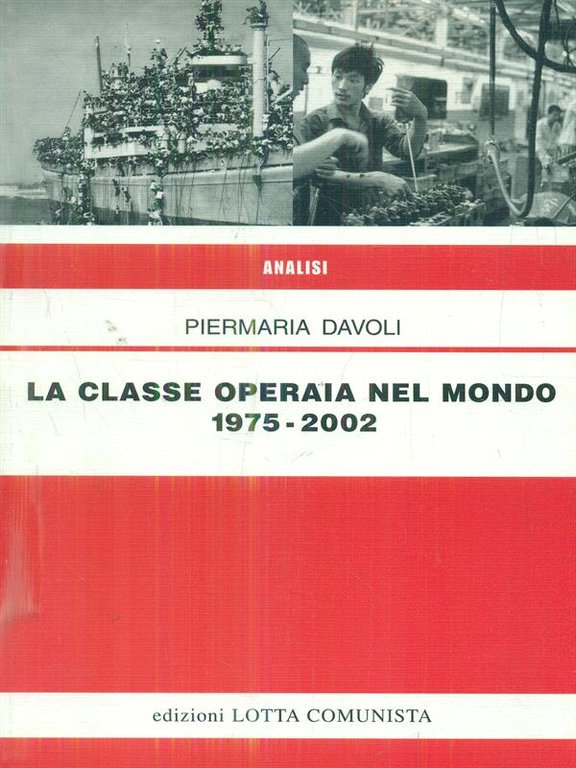 ANALISI
PIERMARIA DAVOLI
LA CLASSE OPERAIA NEL MONDO
1975-2002
edizioni LOTTA COMUNISTA